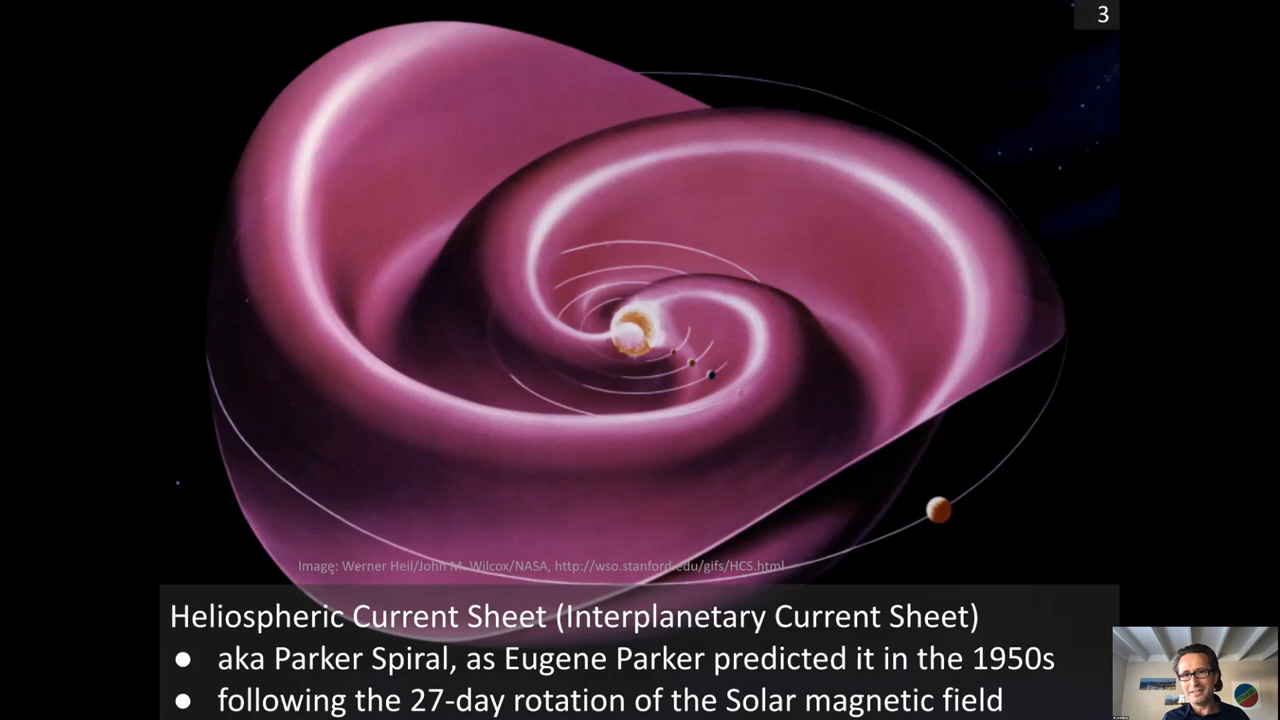 3
Image: Werner Heil/John M. Wilcox/NASA, http://wso.stanford.edu/gifs/HCS.html
Heliospheric Current Sheet (Interplanetary Current Sheet)
● aka Parker Spiral, as Eugene Parker predicted it in the 1950s
● following the 27-day rotation of the Solar magnetic field